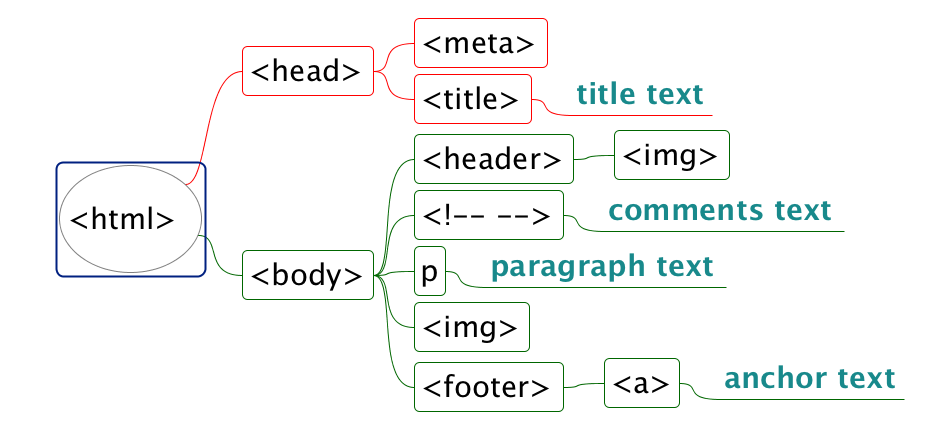 <meta>
<head>
<title>
title text
<header>
<img>
<html>
<!-- -->
comments text
<body>
p
paragraph text
<img>
<footer>
<a>
anchor text